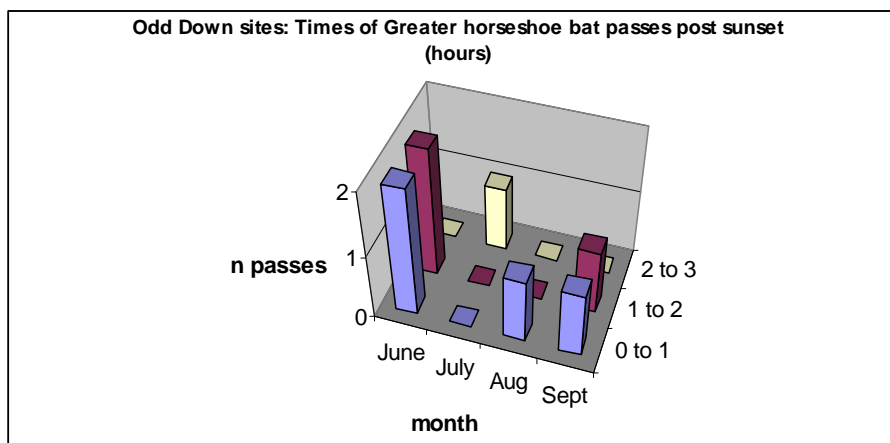 Odd Down sites: Times of Greater horseshoe bat passes post sunset
(hours)
2
1
0
n passes
2 to 3
1 to 2
0 to 1
June
July
Aug
Sept
month